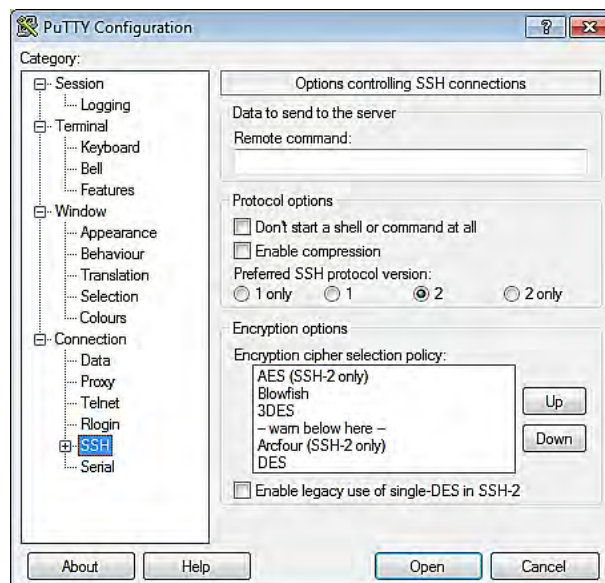 PuTTY Configuration
Category:
Session
Logging
Terminal
Keyboard
Bell
Features
Window
Appearance
Behaviour
Translation
Selection
Colours
Connection
Data
Proxy
Telnet
Rlogin
SSH
Serial
Options controlling SSH connections
Data to send to the server
Remote command:
Protocol options
Don't start a shell or command at all
Enable compression
Preferred SSH protocol version:
1 only 1 2 2 only
Encryption options
Encryption cipher selection policy:
AES (SSH-2 only)
Blowfish
3DES
-- warn below here --
Arcfour (SSH-2 only)
DES
Up
Down
Enable legacy use of single-DES in SSH-2
About Help Open Cancel